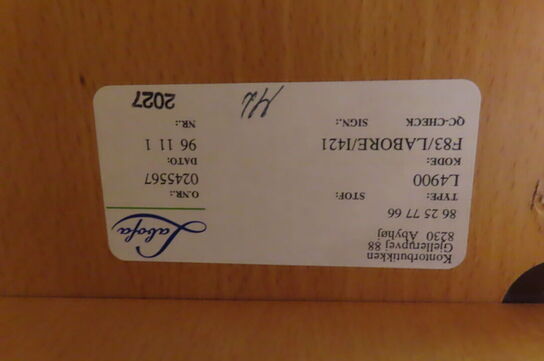 Kontorbutikken
Gjellerupvej 88
8230 Åbyhøj
86 25 77 66
Labofa
TYPE: STOF: O.NR.:
L4900 0245567
KODE: DATO:
F83/LABORE/I421 96 11 1
QC-CHECK SIGN.: NR.:
2027